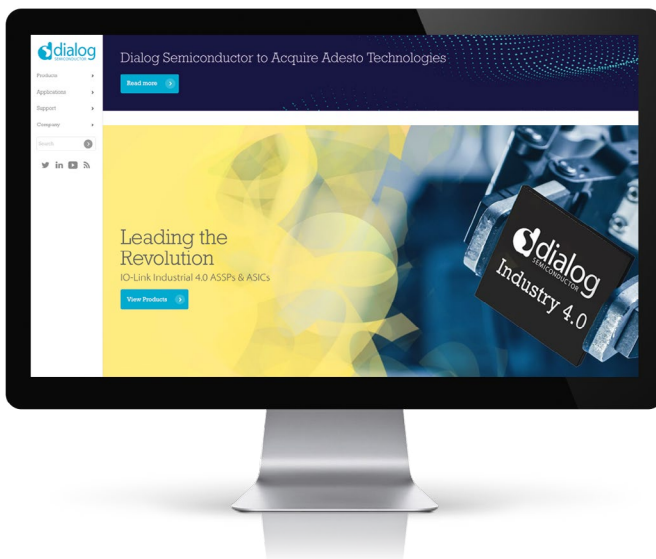 dialog
SEMICONDUCTOR
Products
Applications
Support
Company
Search
Dialog Semiconductor to Acquire Adesto Technologies
Read more
Leading the
Revolution
IO-Link Industrial 4.0 ASSPs & ASICs
View Products
dialog
SEMICONDUCTOR
Industry 4.0